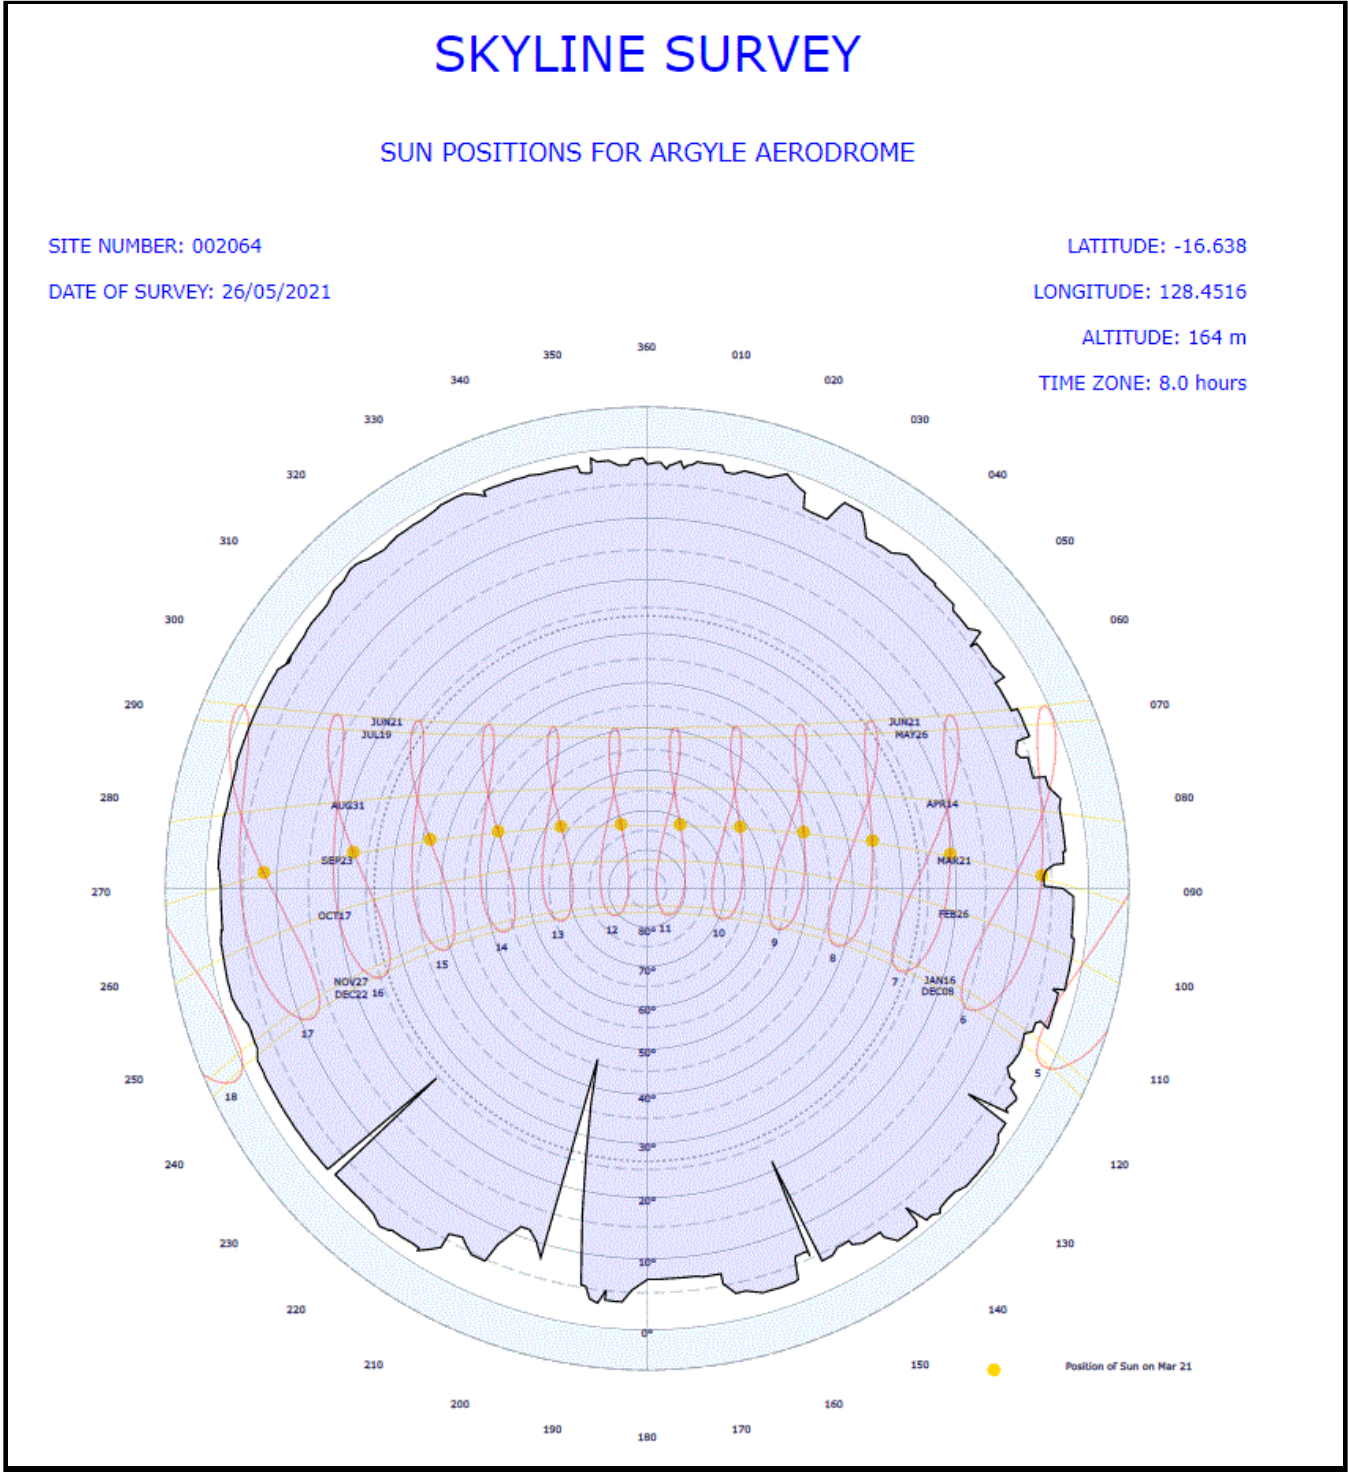 SKYLINE SURVEY
SUN POSITIONS FOR ARGYLE AERODROME
SITE NUMBER: 002064
LATITUDE: -16.638
DATE OF SURVEY: 26/05/2021
LONGITUDE: 128.4516
ALTITUDE: 164 m
TIME ZONE: 8.0 hours
360
350
010
340
020
330
030
320
040
310
050
300
060
290
070
JUN21
JUN21
JUL19
MAY26
280
080
AUG31
APR14
SEP23
MAR21
270
090
OCT17
FEB26
12
80°
11
10
13
9
14
8
15
70°
NOV27
JAN16
7
260
100
DEC22
16
DEC08
60°
6
17
50°
5
250
110
18
40°
30°
240
120
20°
230
130
10°
220
140
0°
210
150
Position of Sun on Mar 21
200
160
190
170
180